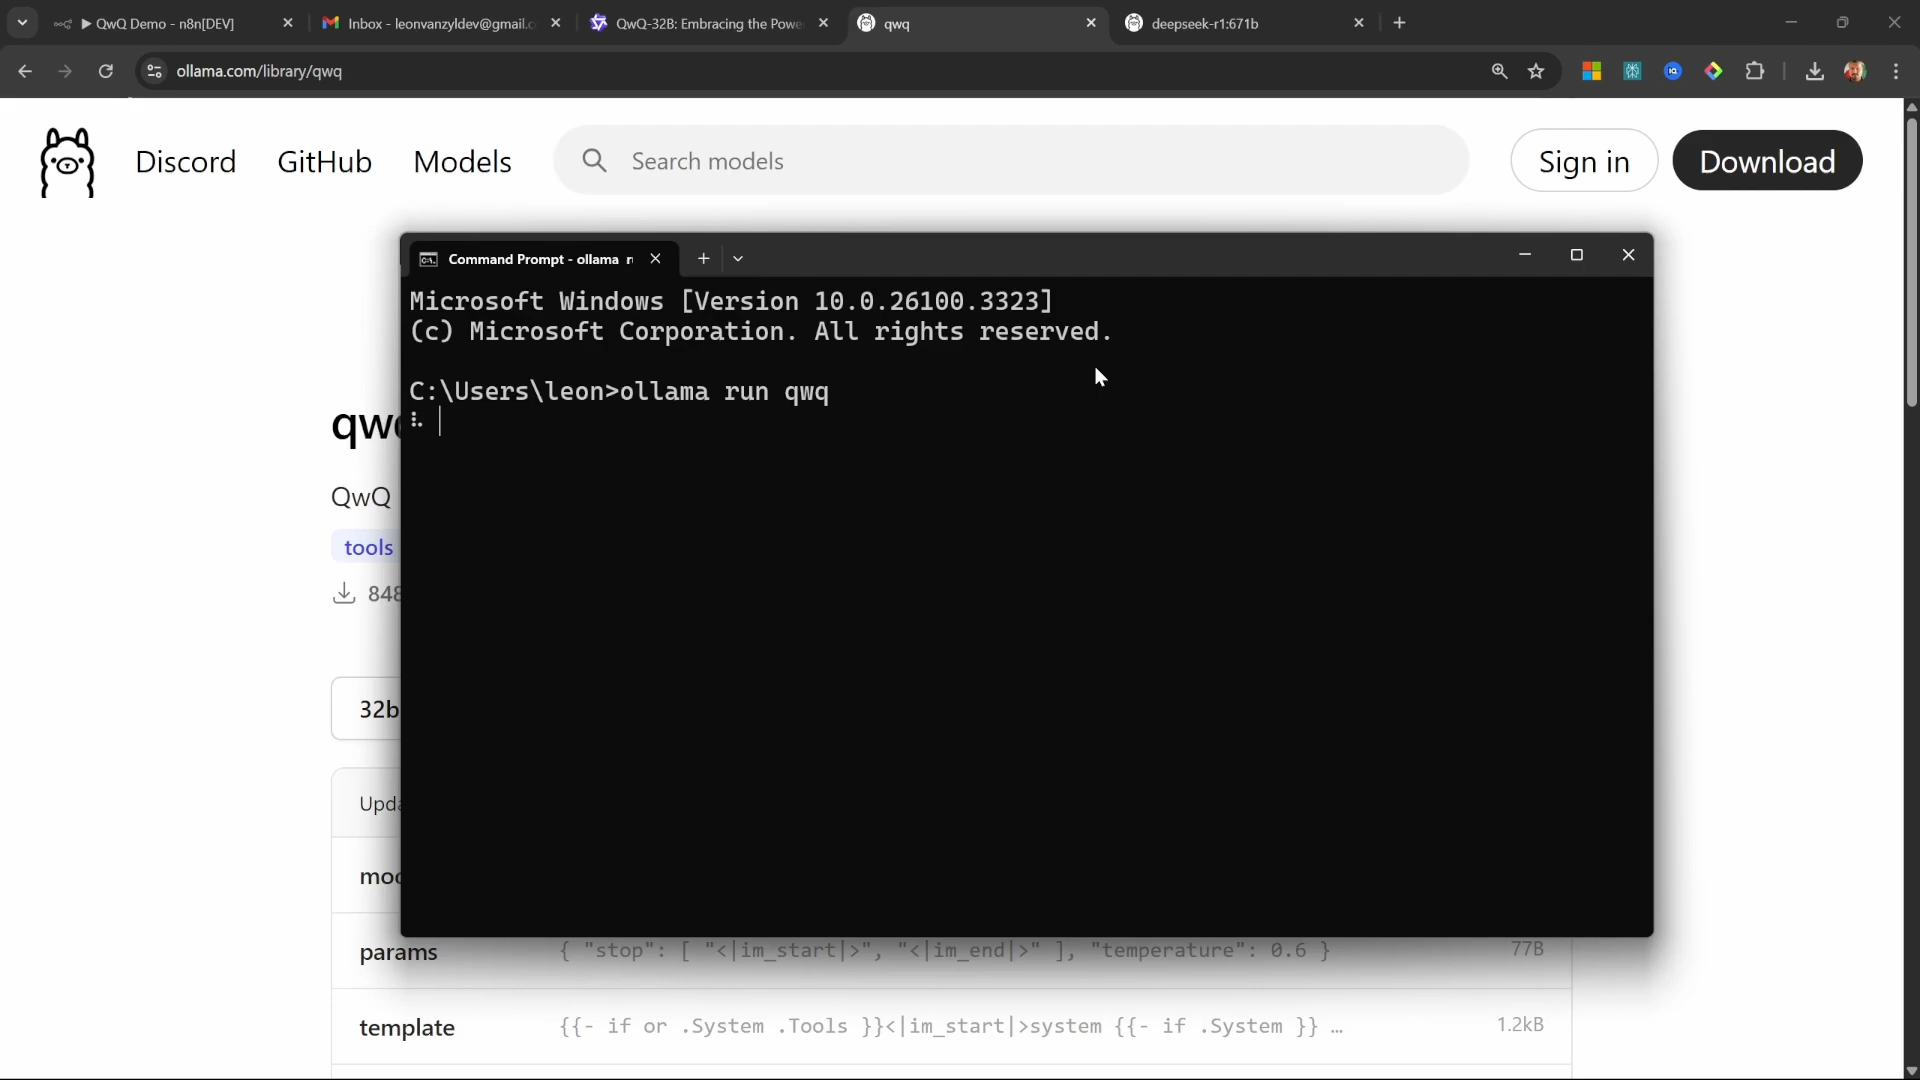 ▶ QwQ Demo - n8n[DEV]
Inbox - leonvanzyldev@gmail.c
QwQ-32B: Embracing the Powe
qwq
deepseek-r1:671b
ollama.com/library/qwq
Discord
GitHub
Models
Search models
Sign in
Download
Command Prompt - ollama r
Microsoft Windows [Version 10.0.26100.3323]
(c) Microsoft Corporation. All rights reserved.
C:\Users\leon>ollama run qwq
qw
QwQ
tools
848
32b
Upda
mod
params
{ "stop": [ "<|im_start|>", "<|im_end|>" ], "temperature": 0.6 }
77B
template
{{- if or .System .Tools }}<|im_start|>system {{- if .System }} …
1.2kB